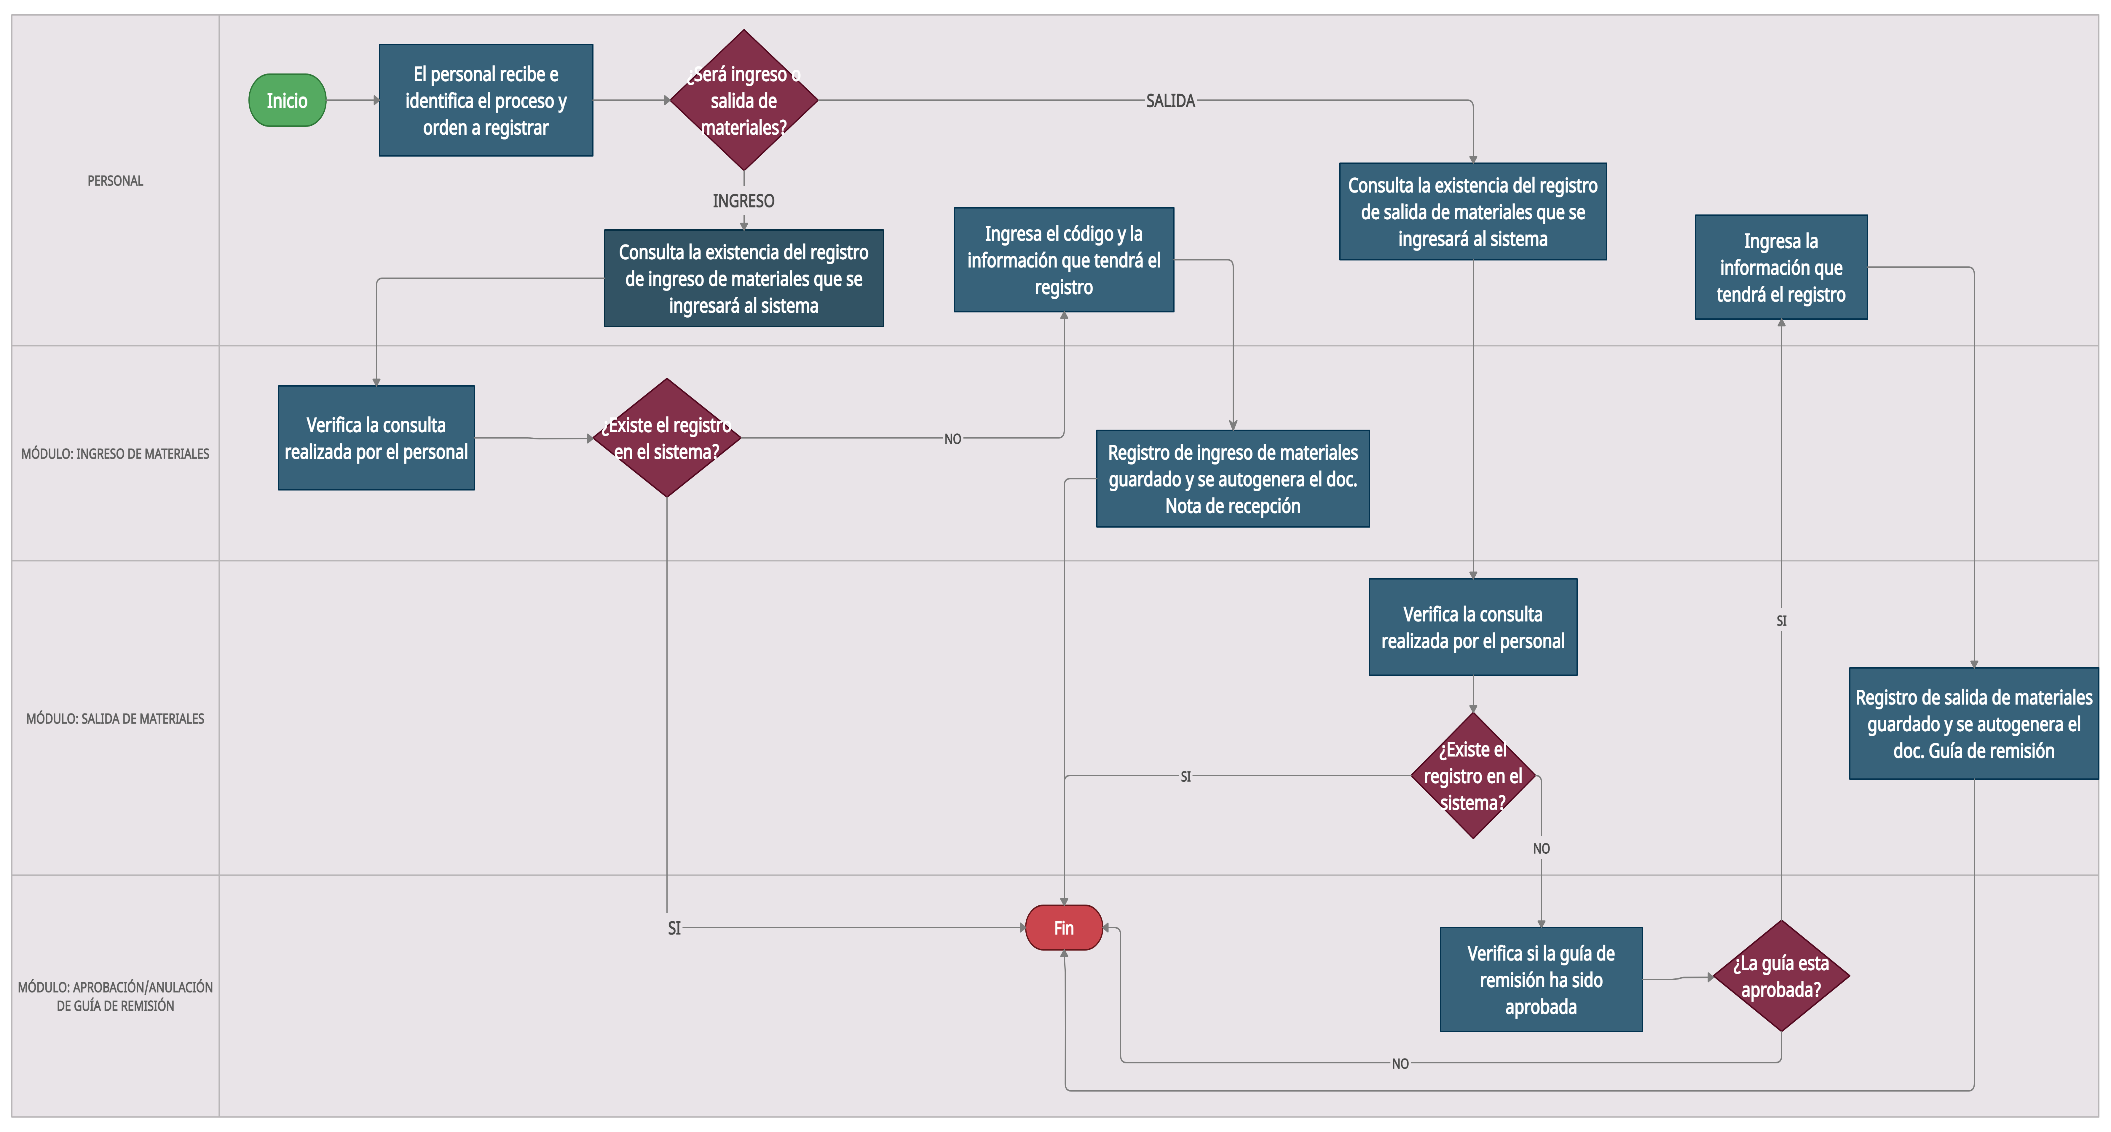 PERSONAL
Inicio
El personal recibe e
identifica el proceso y
orden a registrar
¿Será ingreso o
salida de
materiales?
SALIDA
INGRESO
Consulta la existencia del registro
de ingreso de materiales que se
ingresará al sistema
Ingresa el código y la
información que tendrá el
registro
Consulta la existencia del registro
de salida de materiales que se
ingresará al sistema
Ingresa la
información que
tendrá el registro
MÓDULO: INGRESO DE MATERIALES
Verifica la consulta
realizada por el personal
¿Existe el registro
en el sistema?
NO
Registro de ingreso de materiales
guardado y se autogenera el doc.
Nota de recepción
MÓDULO: SALIDA DE MATERIALES
Verifica la consulta
realizada por el personal
SI
¿Existe el
registro en el
sistema?
SI
NO
Registro de salida de materiales
guardado y se autogenera el
doc. Guía de remisión
MÓDULO: APROBACIÓN/ANULACIÓN
DE GUÍA DE REMISIÓN
SI
Fin
Verifica si la guía de
remisión ha sido
aprobada
¿La guía esta
aprobada?
NO